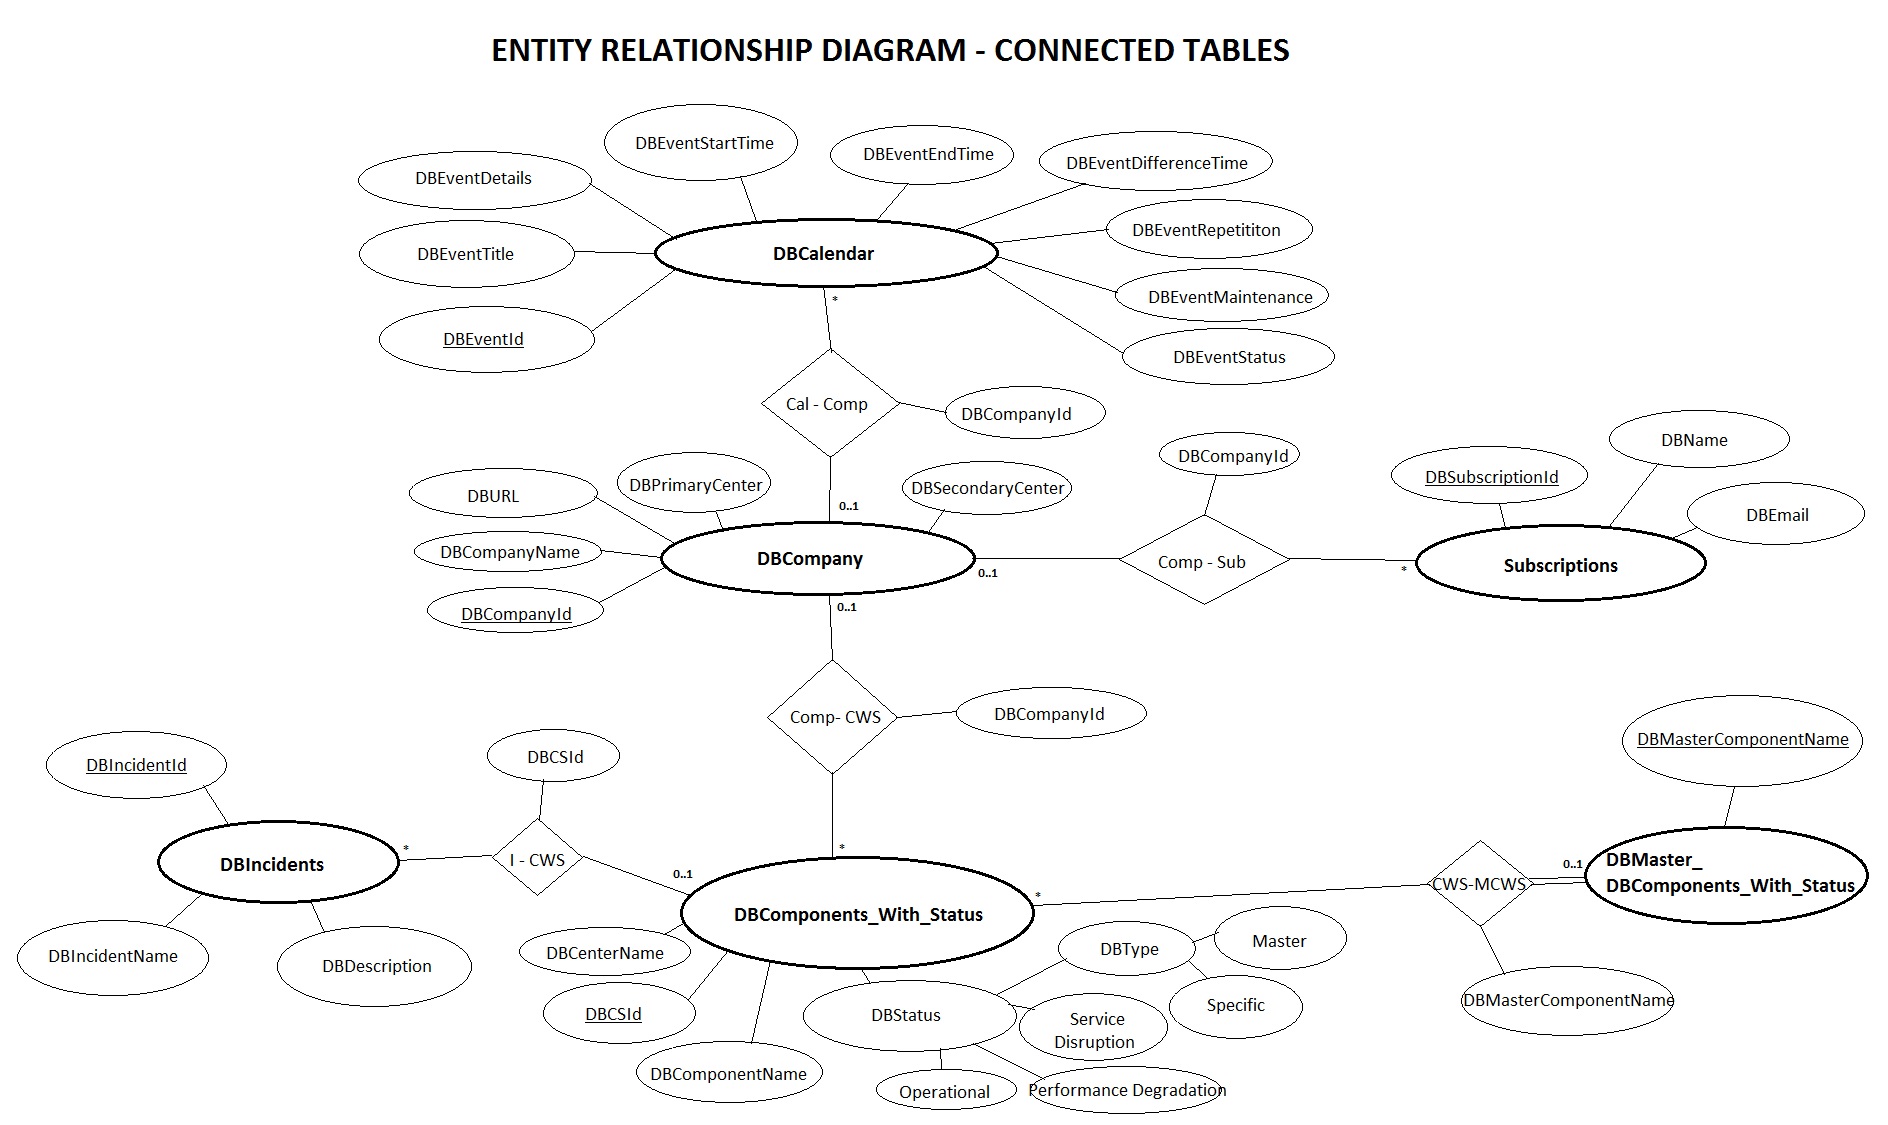 ENTITY RELATIONSHIP DIAGRAM - CONNECTED TABLES
DBEventStartTime
DBEventEndTime
DBEventDifferenceTime
DBEventDetails
DBEventRepetititon
DBEventTitle
DBCalendar
DBEventMaintenance
*
DBEventId
DBEventStatus
Cal - Comp
DBCompanyId
DBName
DBCompanyId
DBSubscriptionId
DBPrimaryCenter
DBSecondaryCenter
DBURL
0..1
DBEmail
DBCompanyName
DBCompany
Comp - Sub
Subscriptions
0..1
*
DBCompanyId
0..1
Comp- CWS
DBCompanyId
DBMasterComponentName
DBIncidentId
DBCSId
*
*
DBIncidents
I - CWS
0..1
0..1
DBMaster_
DBComponents_With_Status
CWS-MCWS
*
DBComponents_With_Status
DBIncidentName
DBDescription
DBCenterName
DBType
Master
DBCSId
DBStatus
Specific
Service
Disruption
DBMasterComponentName
DBComponentName
Operational
Performance Degradation